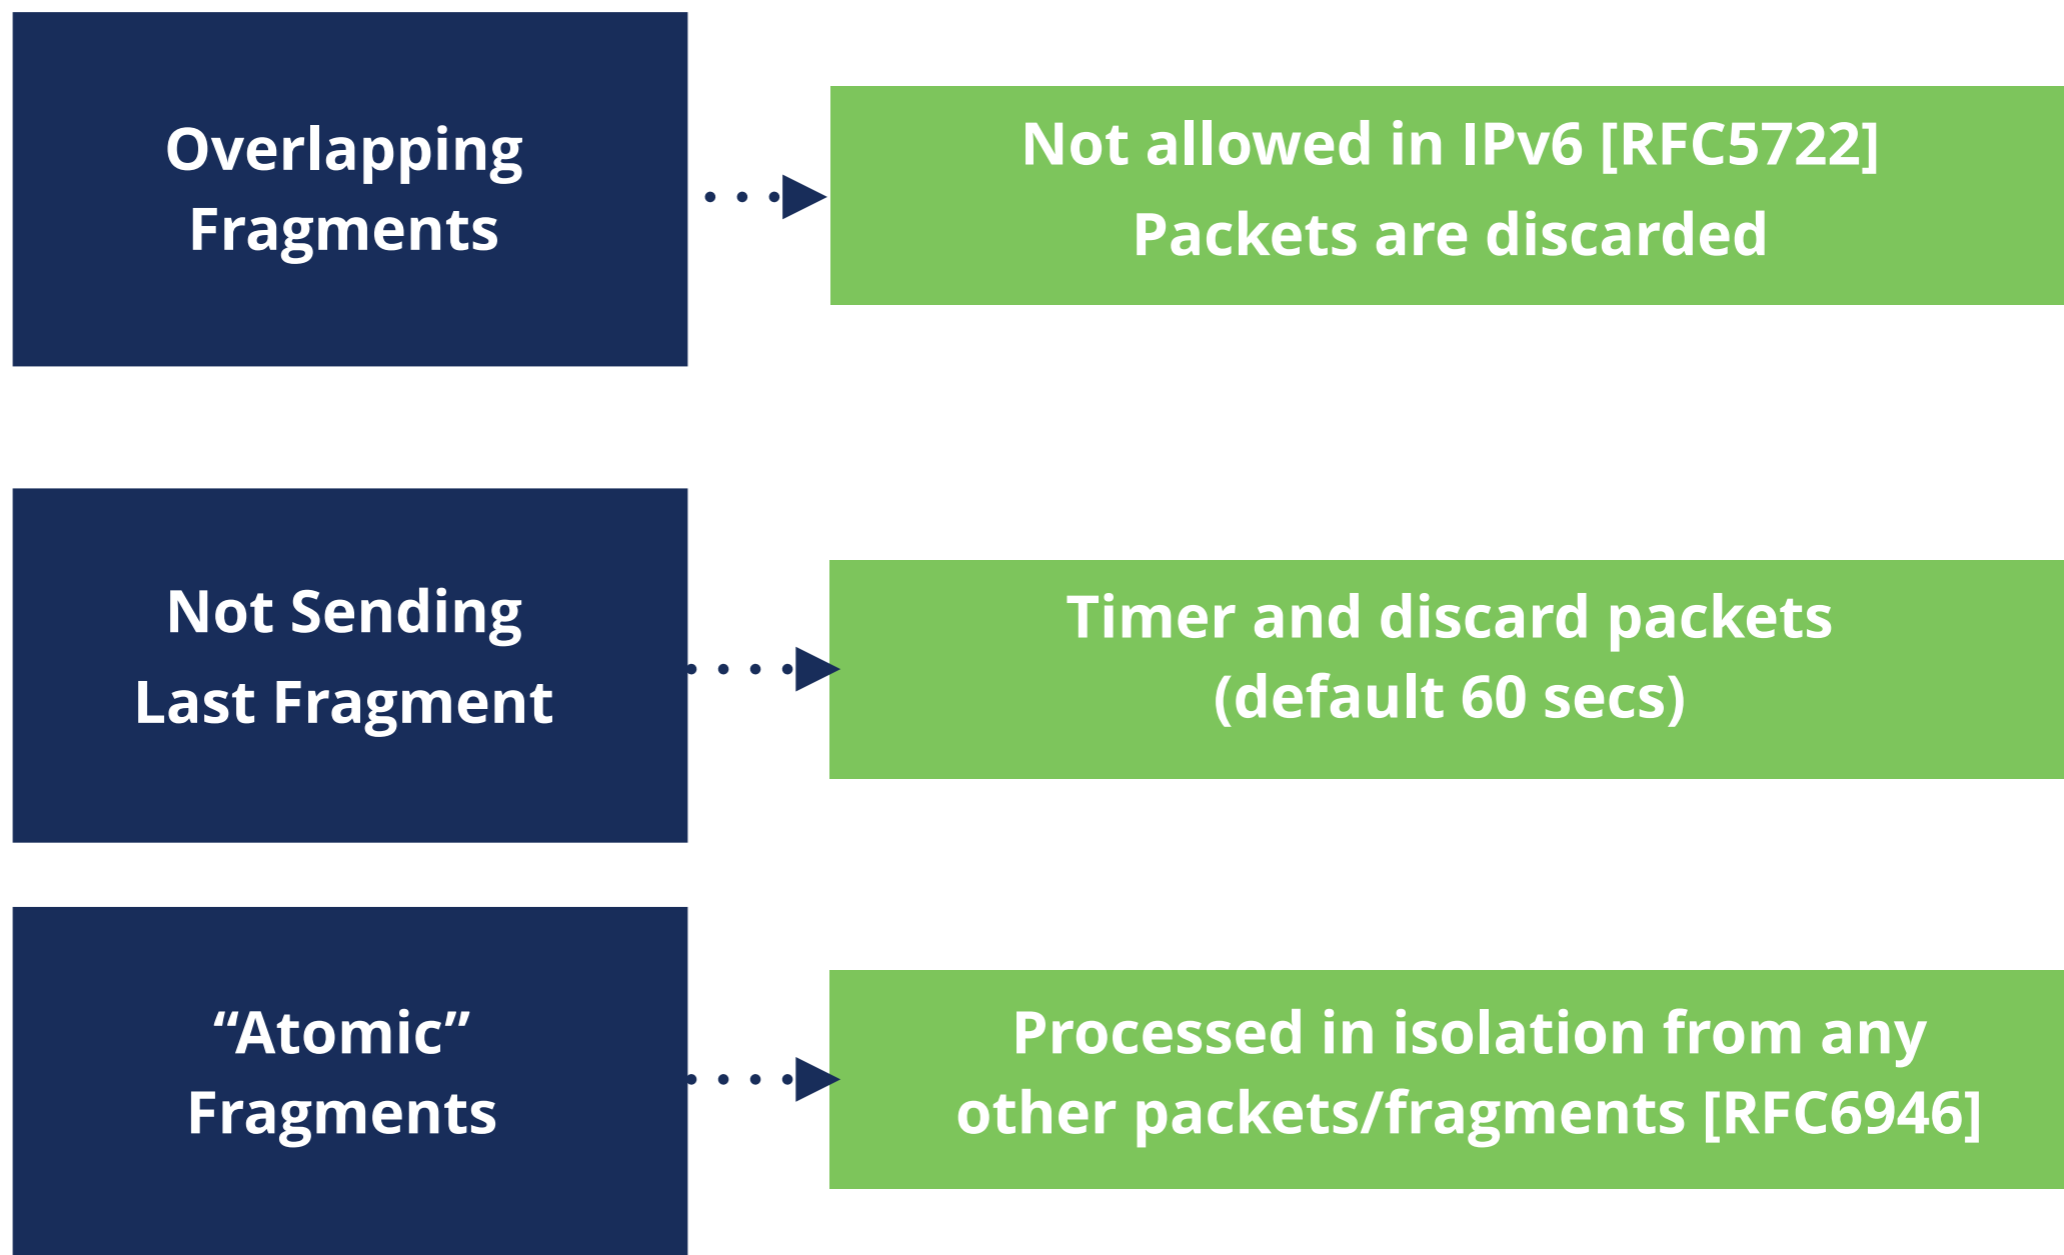 Overlapping
Fragments
Not allowed in IPv6 [RFC5722]
Packets are discarded
Not Sending
Last Fragment
Timer and discard packets
(default 60 secs)
“Atomic”
Fragments
Processed in isolation from any
other packets/fragments [RFC6946]